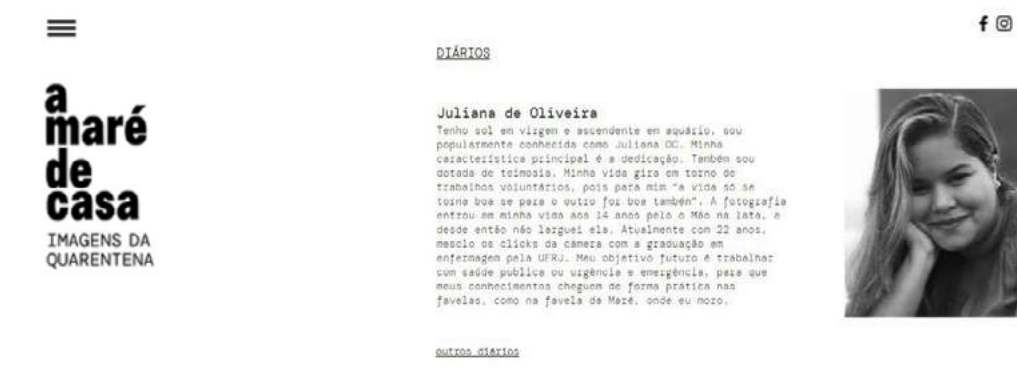 DIÁRIOS
a
maré
de
casa
IMAGENS DA
QUARENTENA
Juliana de Oliveira
Tenho sol em virgem e ascendente em aquário, sou
popularmente conhecida como Juliana OC. Minha
característica principal é a dedicação. Também sou
dotada de teimosia. Minha vida gira em torno de
trabalhos voluntários, pois para mim “a vida só se
torna boa se para o outro for boa também”. A fotografia
entrou em minha vida aos 14 anos pelo o Mão na lata, e
desde então não larguei ela. Atualmente com 22 anos,
mesclo os clicks da câmera com a graduação em
enfermagem pela UFRJ. Meu objetivo futuro é trabalhar
com saúde publica ou urgência e emergência, para que
meus conhecimentos cheguem de forma prática nas
favelas, como na favela da Maré, onde eu moro.
outros diários